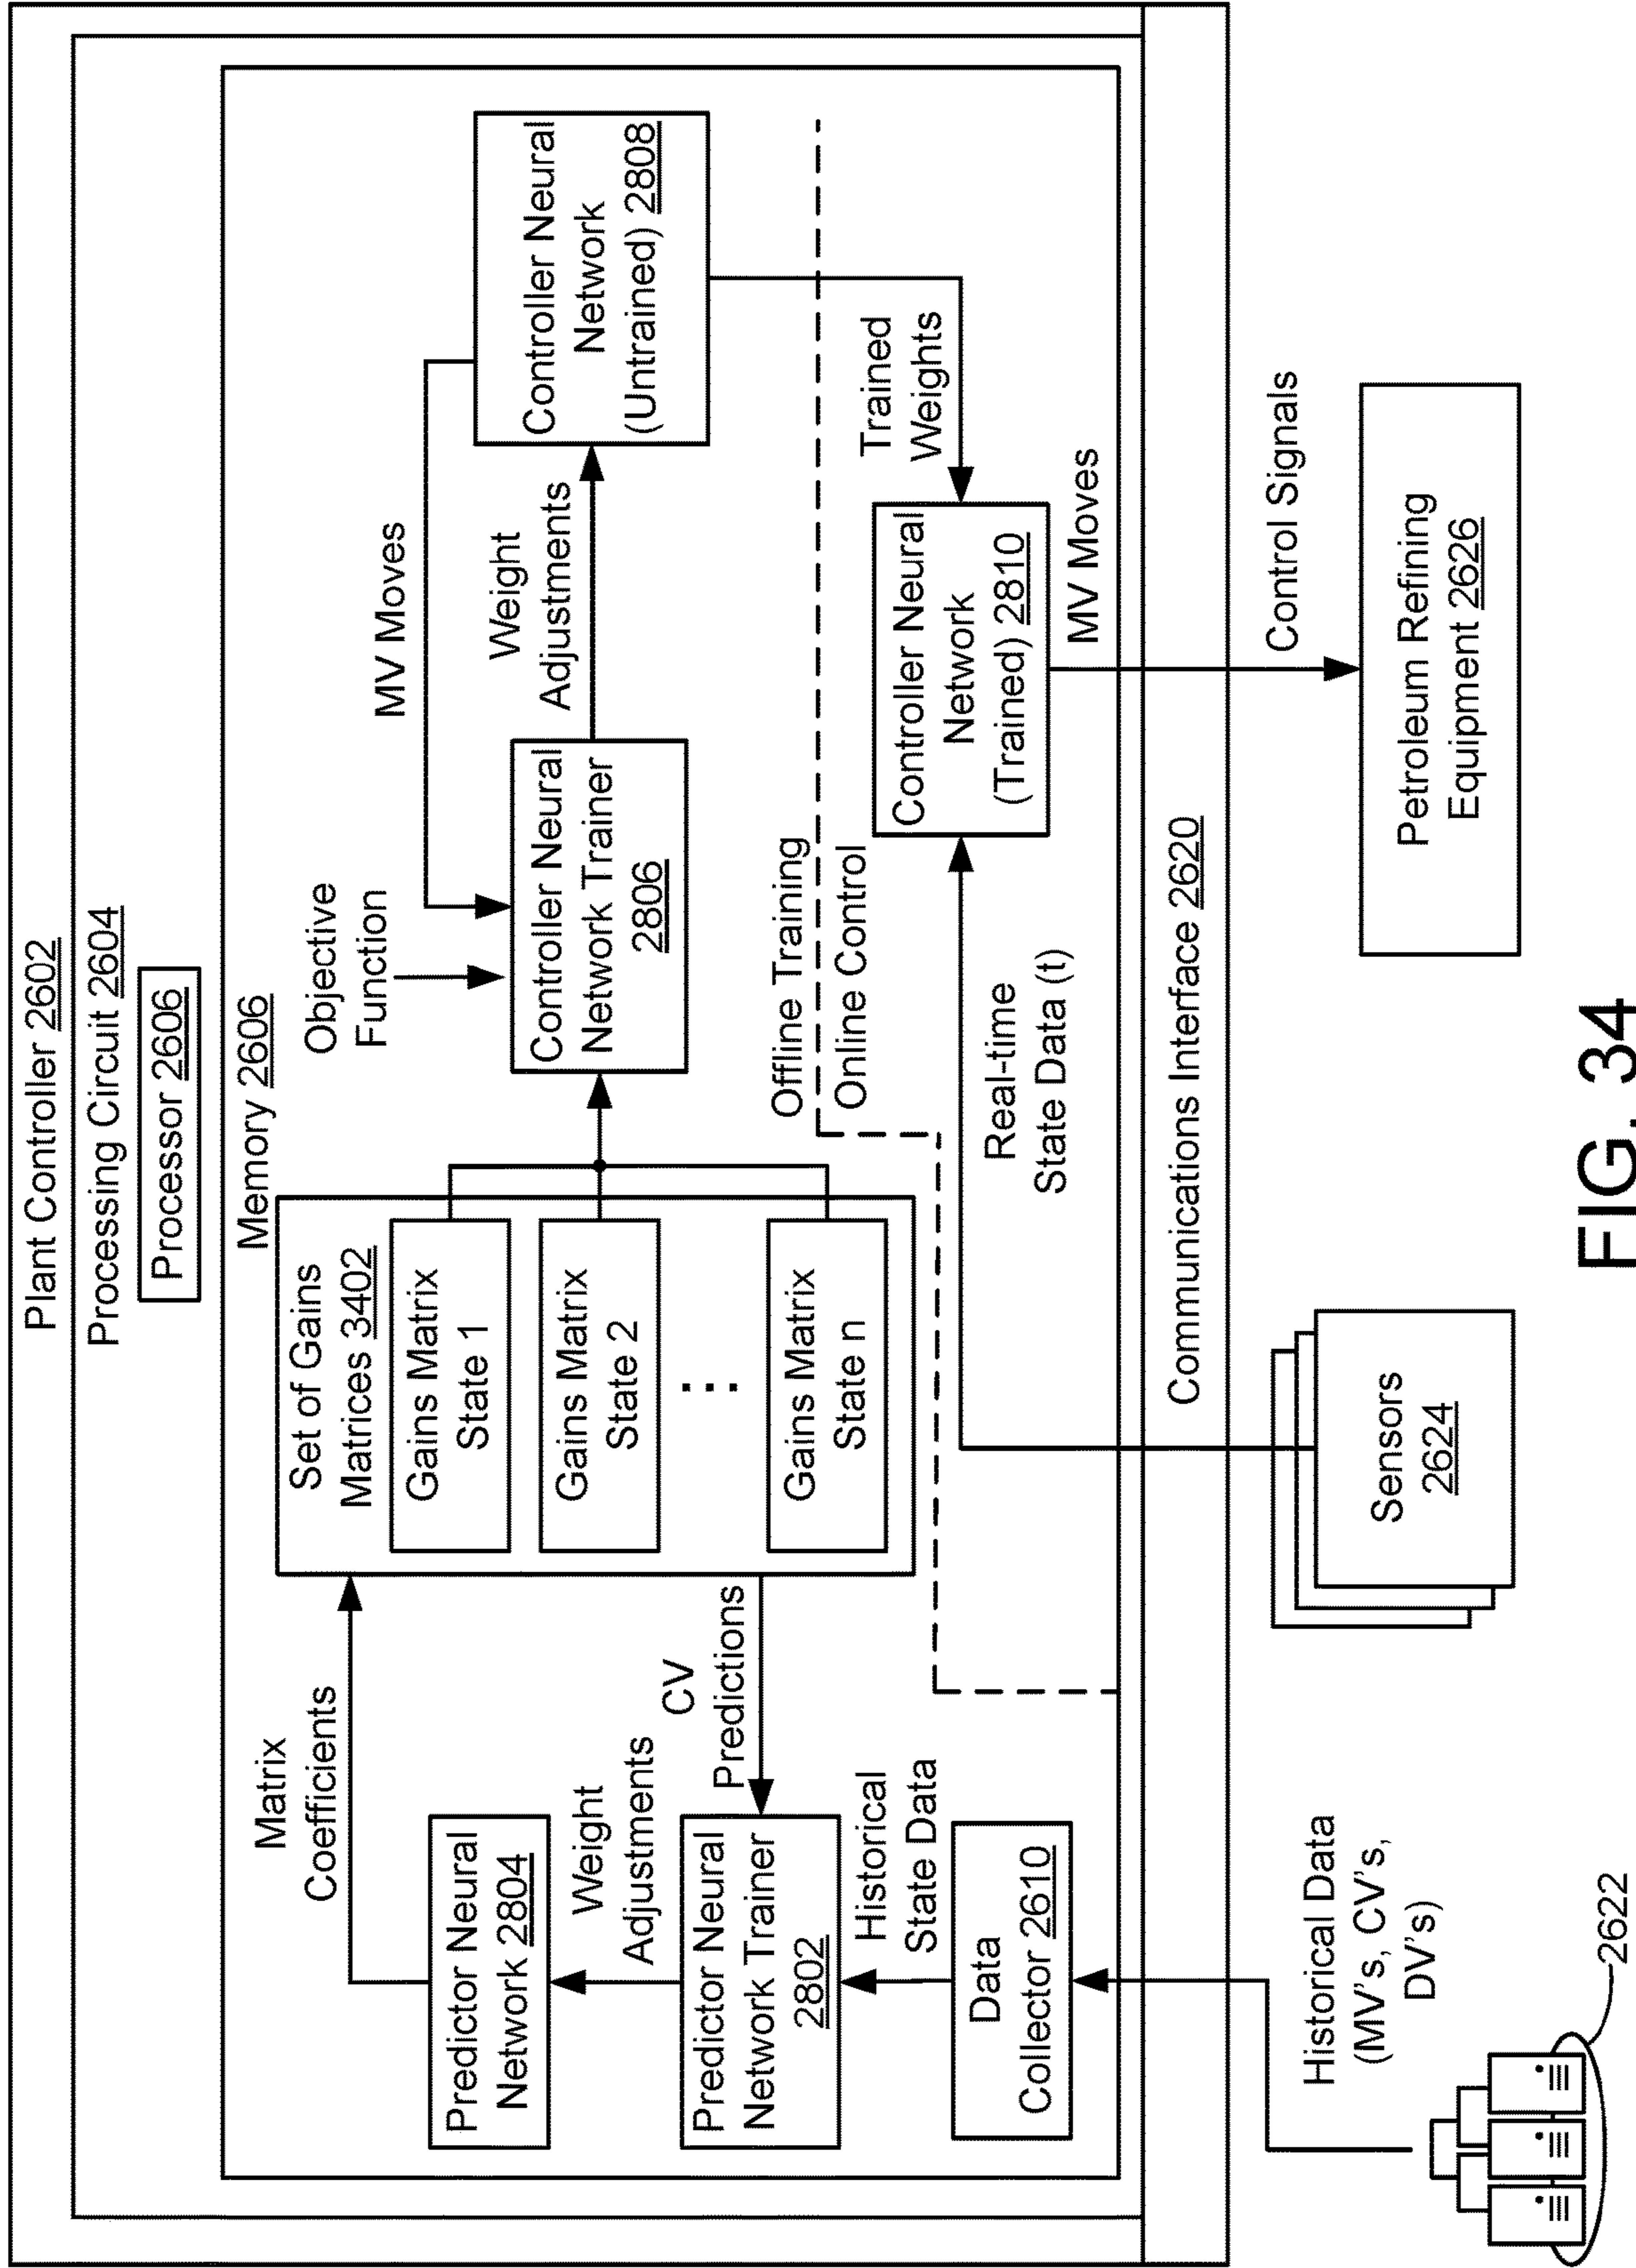 Plant Controller 2602
Processing Circuit 2604
Processor 2606
Memory 2606
Matrix
Coefficients
Predictor Neural
Network 2804
Weight
Adjustments
Predictor Neural
Network Trainer
2802
Historical
State Data
Data
Collector 2610
CV
Predictions
Set of Gains
Matrices 3402
Gains Matrix
State 1
Gains Matrix
State 2
...
Gains Matrix
State n
Objective
Function
MV Moves
Controller Neural
Network Trainer
2806
Weight
Adjustments
Controller Neural
Network
(Untrained) 2808
Offline Training
Online Control
Trained
Weights
Controller Neural
Network
(Trained) 2810
Real-time
State Data (t)
MV Moves
Communications Interface 2620
Historical Data
(MV's, CV's,
DV's)
2622
Sensors
2624
Control Signals
Petroleum Refining
Equipment 2626
FIG. 34